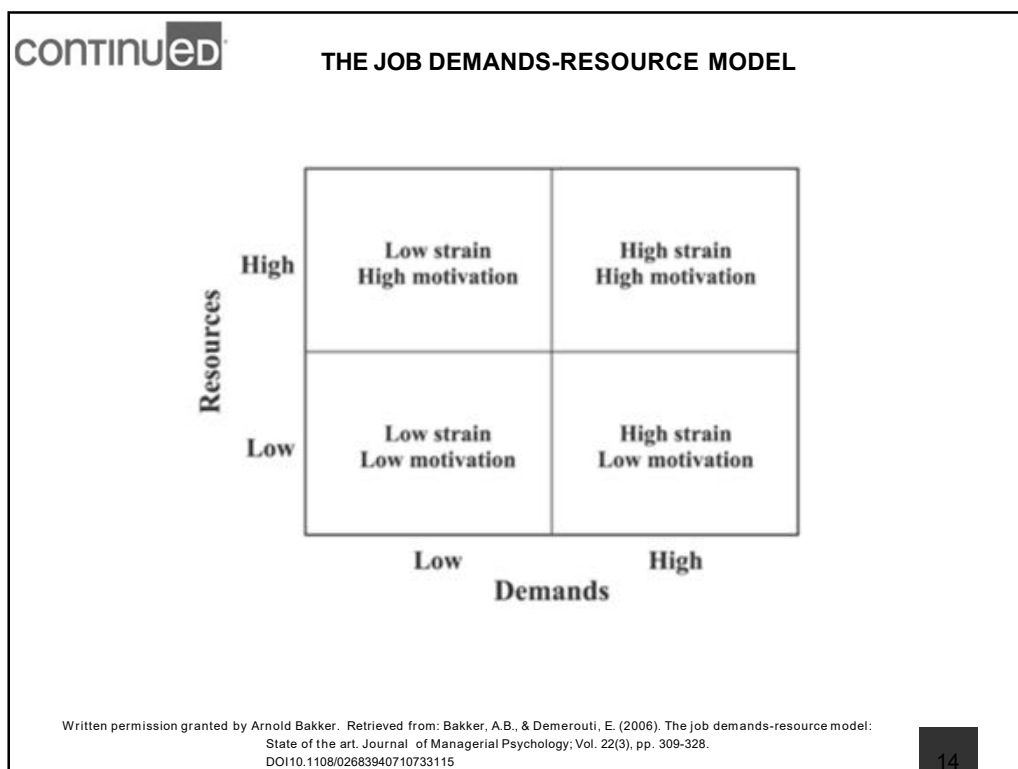 continued
THE JOB DEMANDS-RESOURCE MODEL
High
Low strain
High motivation
High strain
High motivation
Resources
Low
Low strain
Low motivation
High strain
Low motivation
Low
High
Demands
Written permission granted by Arnold Bakker. Retrieved from: Bakker, A.B., & Demerouti, E. (2006). The job demands-resource model:
State of the art. Journal of Managerial Psychology; Vol. 22(3), pp. 309-328.
DOI10.1108/02683940710733115
14